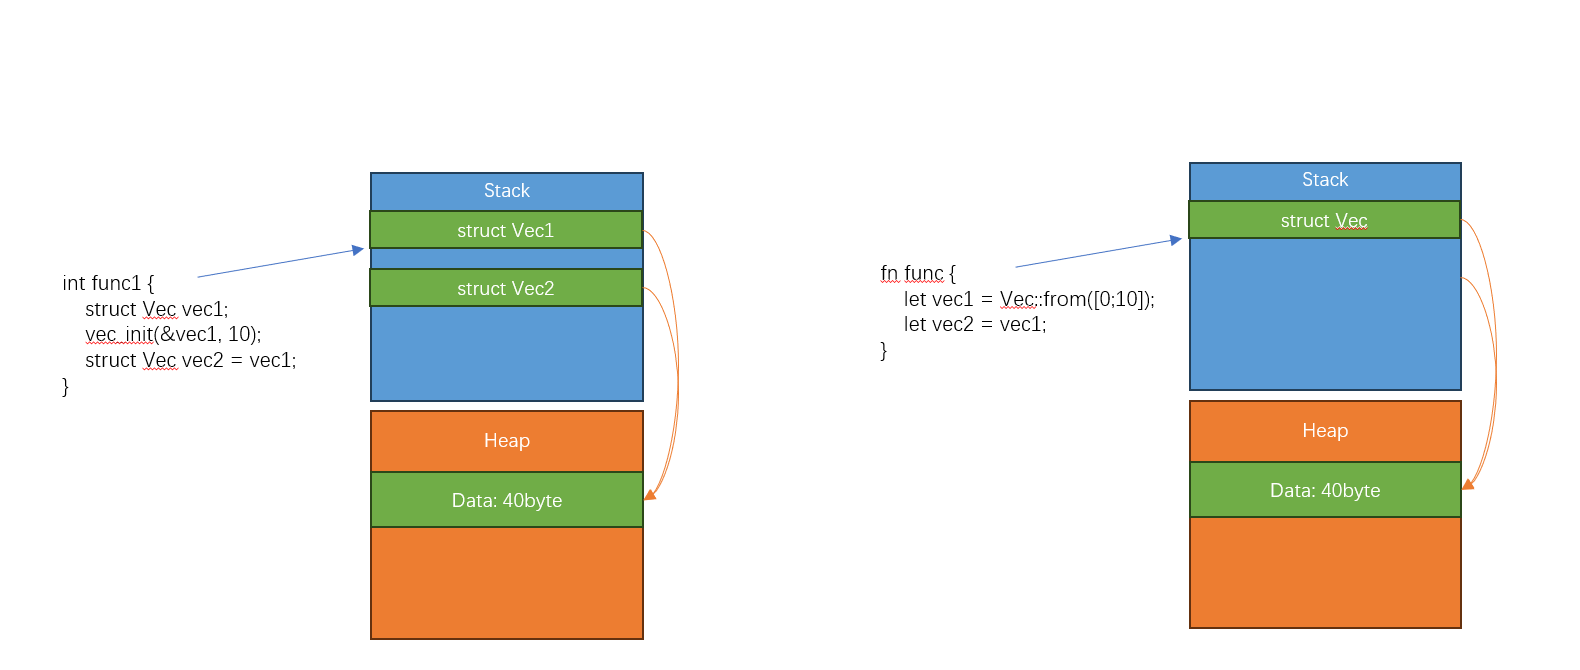 int func1 {
struct Vec vec1;
vec_init(&vec1, 10);
struct Vec vec2 = vec1;
}
Stack
struct Vec1
struct Vec2
Heap
Data: 40byte
fn func {
let vec1 = Vec::from([0;10]);
let vec2 = vec1;
}
Stack
struct Vec
Heap
Data: 40byte